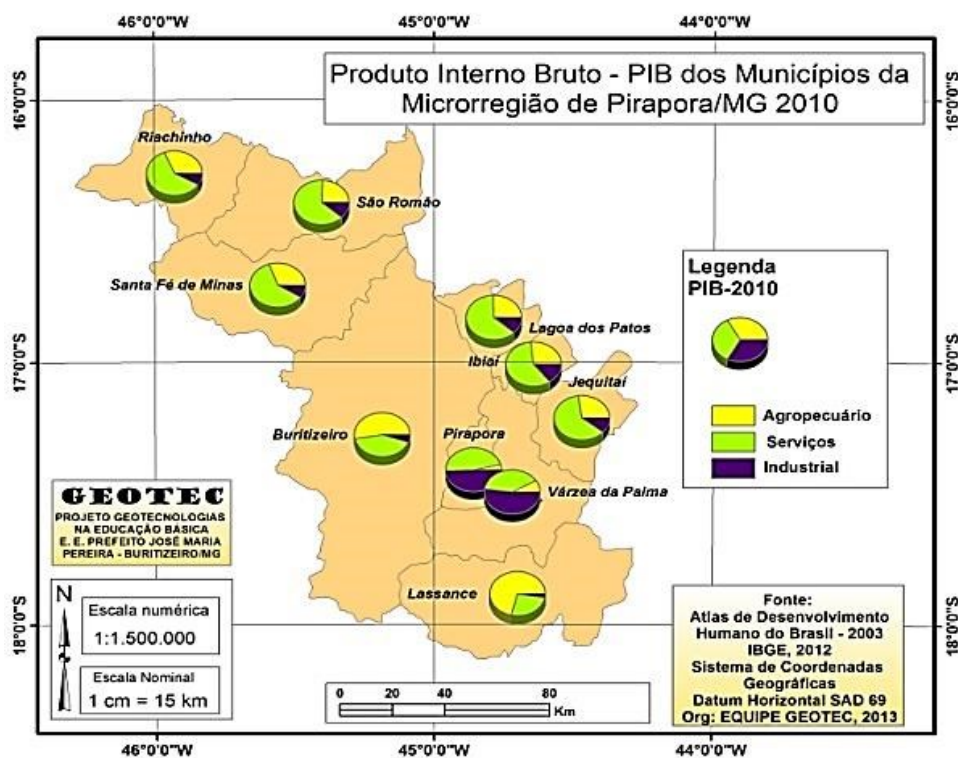 46°0'0"W
45°0'0"W
44°0'0"W
Produto Interno Bruto - PIB dos Municípios da
Microrregião de Pirapora/MG 2010
16°0'0"S
16°0'0"S
Riachinho
São Romão
Santa Fé de Minas
Legenda
PIB-2010
Lagoa dos Patos
Ibiaí
17°0'0"S
17°0'0"S
Jequitaí
Agropecuário
Buritizeiro
Pirapora
Serviços
Industrial
Várzea da Palma
GEOTEC
PROJETO GEOTECNOLOGIAS
NA EDUCAÇÃO BÁSICA
E. E. PREFEITO JOSÉ MARIA
PEREIRA - BURITIZEIRO/MG
Lassance
N
Escala numérica
1:1.500.000
Escala Nominal
1 cm = 15 km
18°0'0"S
18°0'0"S
Fonte:
Atlas de Desenvolvimento
Humano do Brasil - 2003
IBGE, 2012
Sistema de Coordenadas
Geográficas
Datum Horizontal SAD 69
Org: EQUIPE GEOTEC, 2013
0 20 40 80
Km
46°0'0"W
45°0'0"W
44°0'0"W